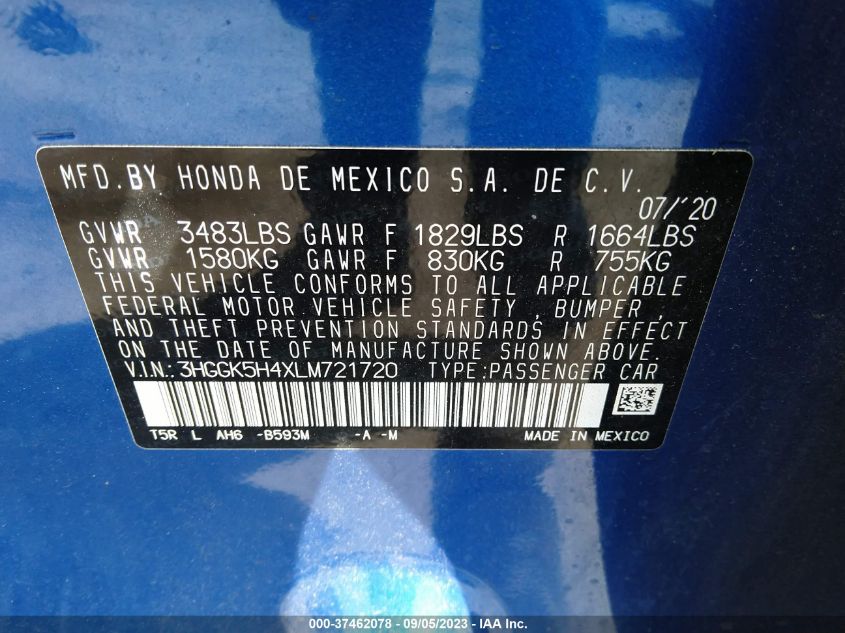 MFD.BY HONDA DE MEXICO S.A. DE C.V.
07/'20
GVWR 3483LBS GAWR F 1829LBS R 1664LBS
GVWR 1580KG GAWR F 830KG R 755KG
THIS VEHICLE CONFORMS TO ALL APPLICABLE
FEDERAL MOTOR VEHICLE SAFETY , BUMPER ,
AND THEFT PREVENTION STANDARDS IN EFFECT
ON THE DATE OF MANUFACTURE SHOWN ABOVE.
V.I.N.:3HGGK5H4XLM721720 TYPE:PASSENGER CAR
T5R L AH6 -B593M -A -M MADE IN MEXICO
000-37462078 - 09/05/2023 - IAA Inc.